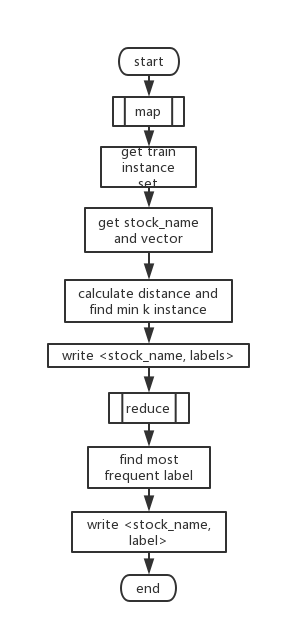 start
map
get train
instance
set
get stock_name
and vector
calculate distance and
find min k instance
write <stock_name, labels>
reduce
find most
frequent label
write <stock_name,
label>
end